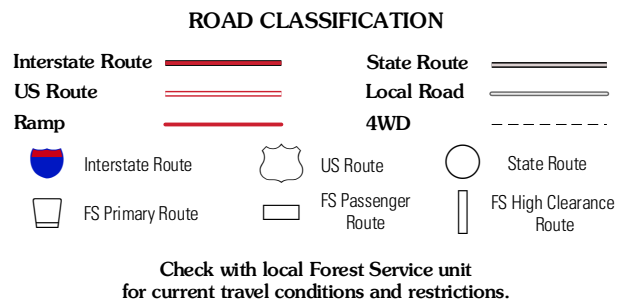 ROAD CLASSIFICATION
Interstate Route
State Route
US Route
Local Road
Ramp
4WD
Interstate Route
US Route
State Route
FS Primary Route
FS Passenger
Route
FS High Clearance
Route
Check with local Forest Service unit
for current travel conditions and restrictions.